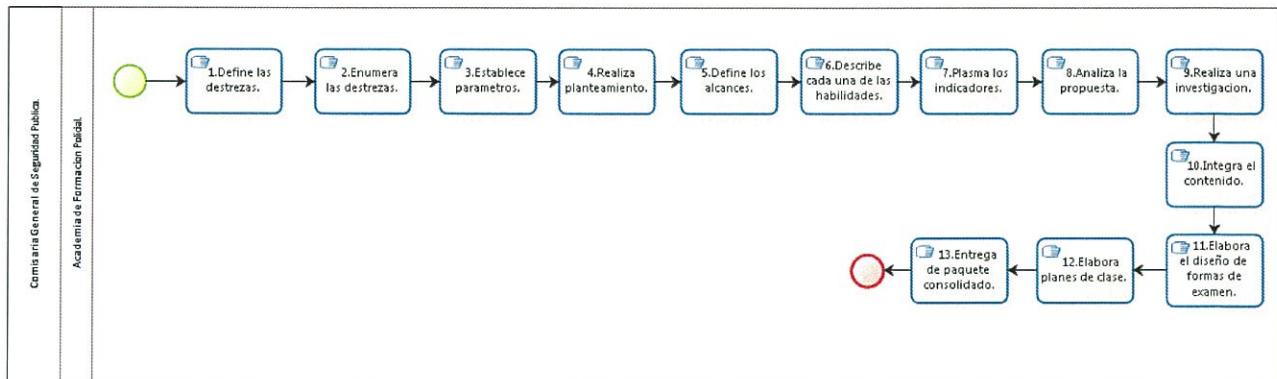 Comisaria General de Seguridad Publica.
Academia de Formacion Policial.
1.Define las
destrezas.
2.Enumera
las destrezas.
3.Establece
parametros.
4.Realiza
planteamiento.
5.Define los
alcances.
6.Describe
cada una de las
habilidades.
7.Plasma los
indicadores.
8.Analiza la
propuesta.
9.Realiza una
investigacion.
10.Integra el
contenido.
11.Elabora
el diseño de
formas de
examen.
12.Elabora
planes de clase.
13.Entrega
de paquete
consolidado.